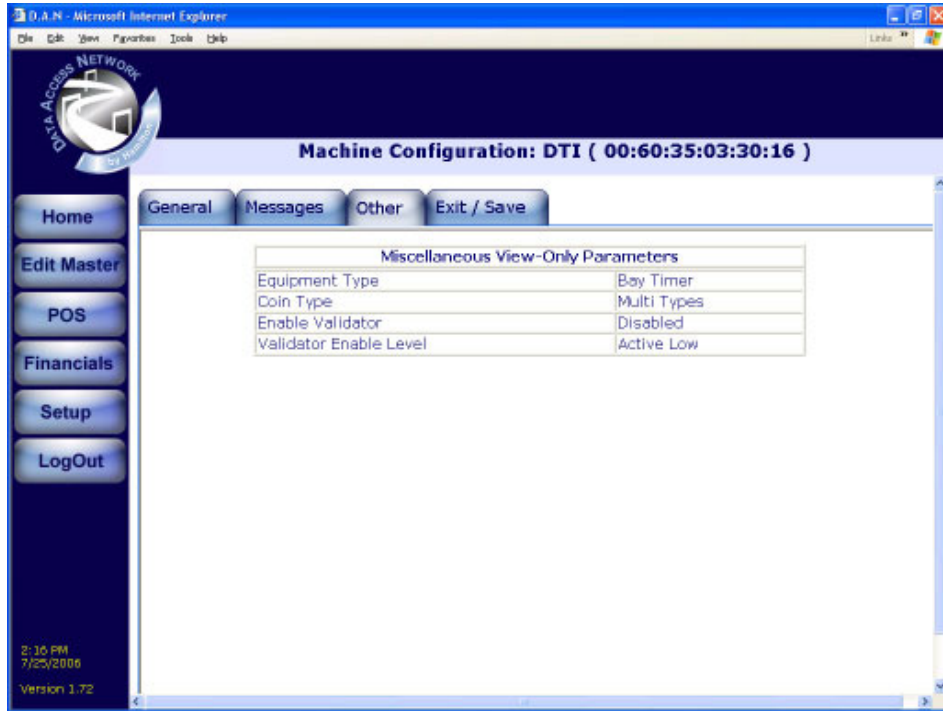 D.A.N - Microsoft Internet Explorer
File Edit View Favorites Tools Help
Links
DATA ACCESS NETWORK
by Hamilton
Machine Configuration: DTI ( 00:60:35:03:30:16 )
General Messages Other Exit / Save
Home
Edit Master
POS
Financials
Setup
LogOut
Miscellaneous View-Only Parameters
Equipment Type Bay Timer
Coin Type Multi Types
Enable Validator Disabled
Validator Enable Level Active Low
2:16 PM
7/25/2006
Version 1.72